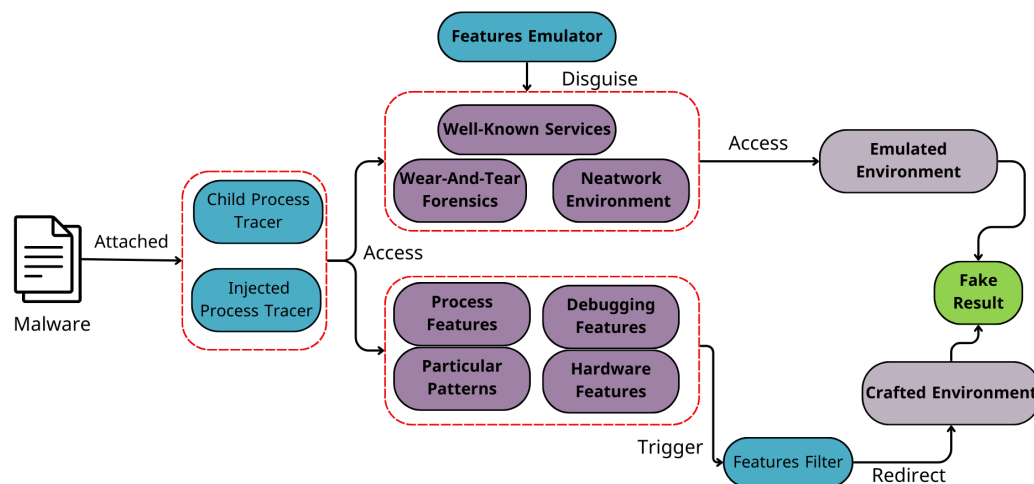 Features Emulator
Disguise
Well-Known Services
Wear-And-Tear
Forensics
Neatwork
Environment
Access
Emulated
Environment
Child Process
Tracer
Attached
Injected
Process Tracer
Malware
Access
Process
Features
Debugging
Features
Particular
Patterns
Hardware
Features
Fake
Result
Crafted Environment
Trigger
Features Filter
Redirect